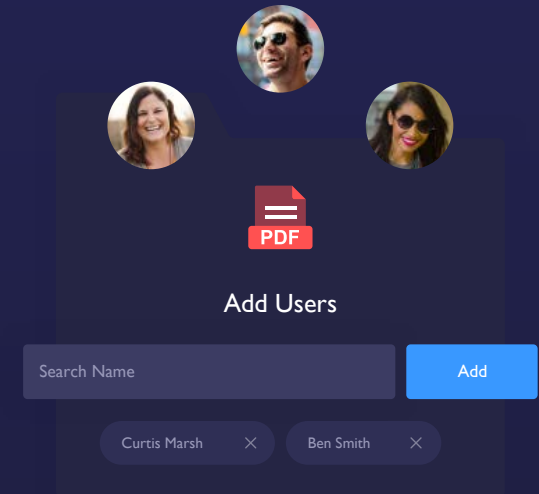 PDF
Add Users
Search Name
Add
Curtis Marsh
Ben Smith